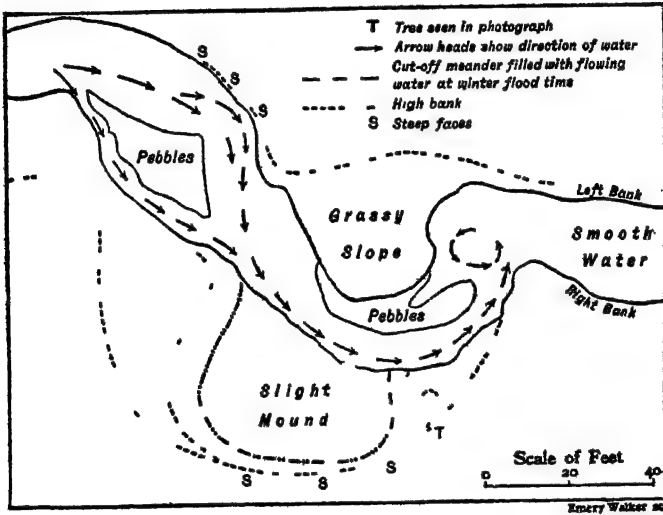 T Tree seen in photograph
Arrow heads show direction of water
Cut-off meander filled with flowing
water at winter flood times
High bank
S Steep faces
S
S
S
Pebbles
Grassy
Slope
Left Bank
Smooth
Water
Right Bank
Pebbles
Slight
Mound
s T
S
S
S
Scale of Feet
0 20 40
Emery Walker